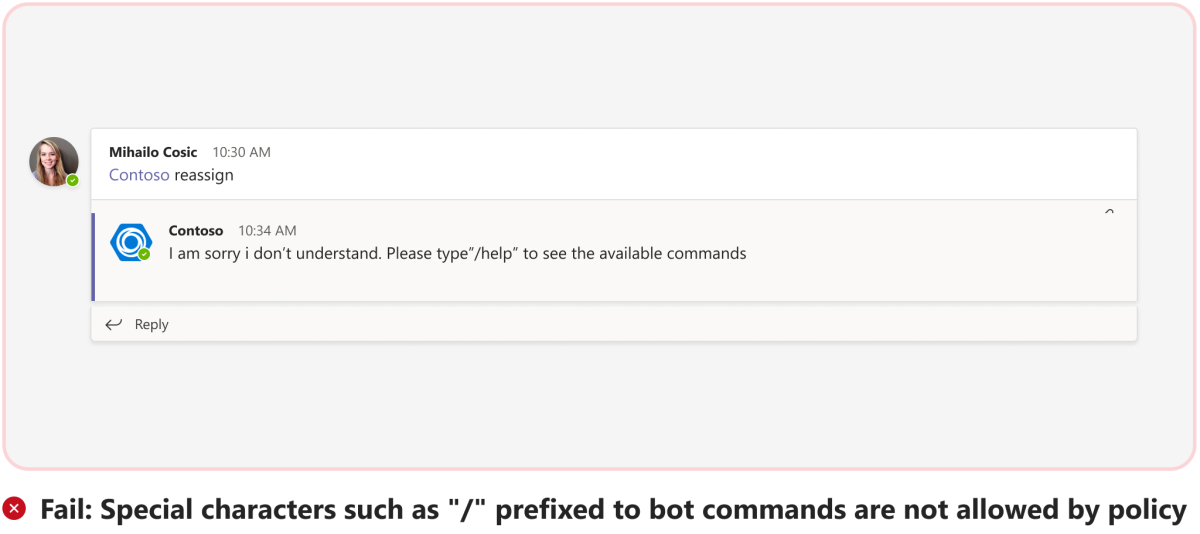 Mihailo Cosic 10:30 AM
Contoso reassign
Contoso 10:34 AM
I am sorry i don’t understand. Please type”/help” to see the available commands
Reply
Fail: Special characters such as "/" prefixed to bot commands are not allowed by policy